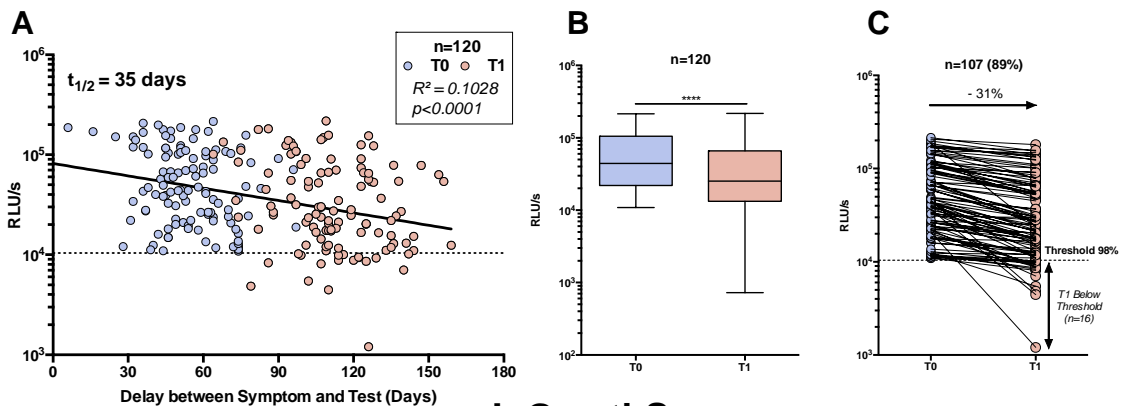 A
B
C
10⁶
10⁵
10⁴
10³
RLU/s
t1/2 = 35 days
n=120
T0 T1
R² = 0.1028
p<0.0001
0 30 60 90 120 150 180
Delay between Symptom and Test (Days)
n=120
****
10⁶
10⁵
10⁴
10³
10²
RLU/s
T0 T1
n=107 (89%)
- 31%
10⁶
10⁵
10⁴
10³
RLU/s
Threshold 98%
T1 Below
Threshold
(n=16)
T0 T1